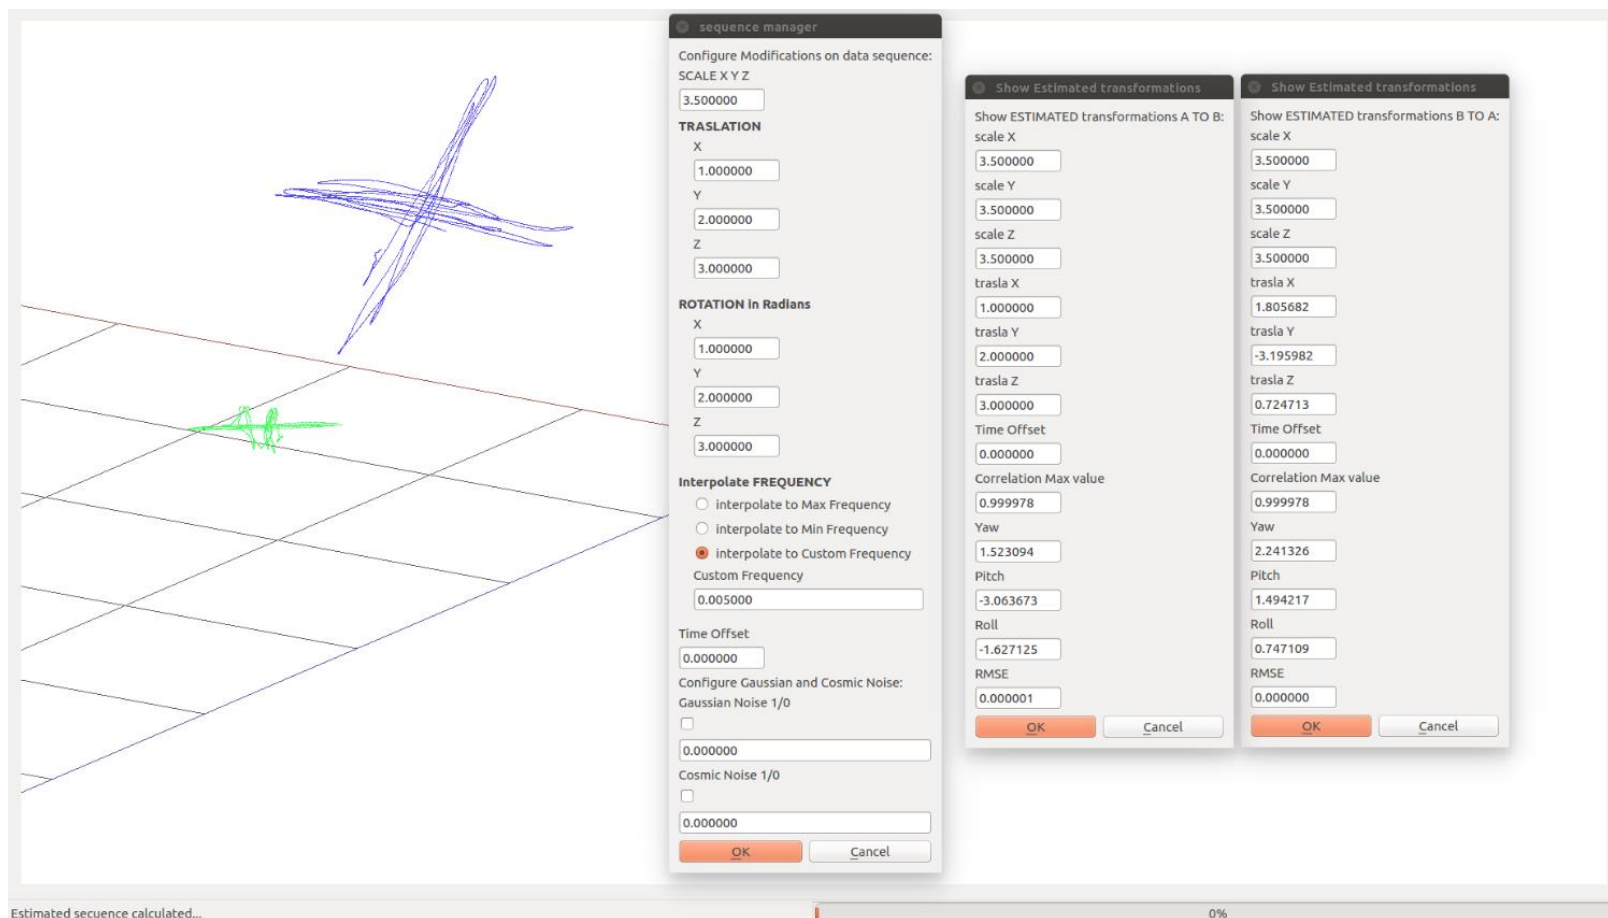 sequence manager
Configure Modifications on data sequence:
SCALE X Y Z
3.500000
TRASLATION
X
1.000000
Y
2.000000
Z
3.000000
ROTATION in Radians
X
1.000000
Y
2.000000
Z
3.000000
Interpolate FREQUENCY
interpolate to Max Frequency
interpolate to Min Frequency
interpolate to Custom Frequency
Custom Frequency
0.005000
Time Offset
0.000000
Configure Gaussian and Cosmic Noise:
Gaussian Noise 1/0
0.000000
Cosmic Noise 1/0
0.000000
OK Cancel
Show Estimated transformations
Show ESTIMATED transformations A TO B:
scale X
3.500000
scale Y
3.500000
scale Z
3.500000
trasla X
1.000000
trasla Y
2.000000
trasla Z
3.000000
Time Offset
0.000000
Correlation Max value
0.999978
Yaw
1.523094
Pitch
-3.063673
Roll
-1.627125
RMSE
0.000001
OK Cancel
Show Estimated transformations
Show ESTIMATED transformations B TO A:
scale X
3.500000
scale Y
3.500000
scale Z
3.500000
trasla X
1.805682
trasla Y
-3.195982
trasla Z
0.724713
Time Offset
0.000000
Correlation Max value
0.999978
Yaw
2.241326
Pitch
1.494217
Roll
0.747109
RMSE
0.000000
OK Cancel
Estimated secuence calculated...
0%